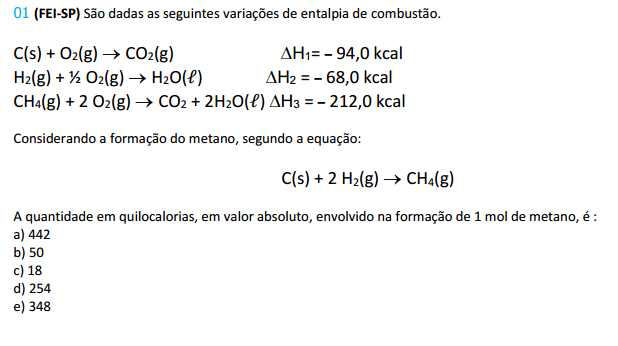 01 (FEI-SP) São dadas as seguintes variações de entalpia de combustão.
C(s) + O₂(g) → CO₂(g) ΔH₁= – 94,0 kcal
H₂(g) + ½ O₂(g) → H₂O(ℓ) ΔH₂ = – 68,0 kcal
CH₄(g) + 2 O₂(g) → CO₂ + 2H₂O(ℓ) ΔH₃ = – 212,0 kcal
Considerando a formação do metano, segundo a equação:
C(s) + 2 H₂(g) → CH₄(g)
A quantidade em quilocalorias, em valor absoluto, envolvido na formação de 1 mol de metano, é :
a) 442
b) 50
c) 18
d) 254
e) 348